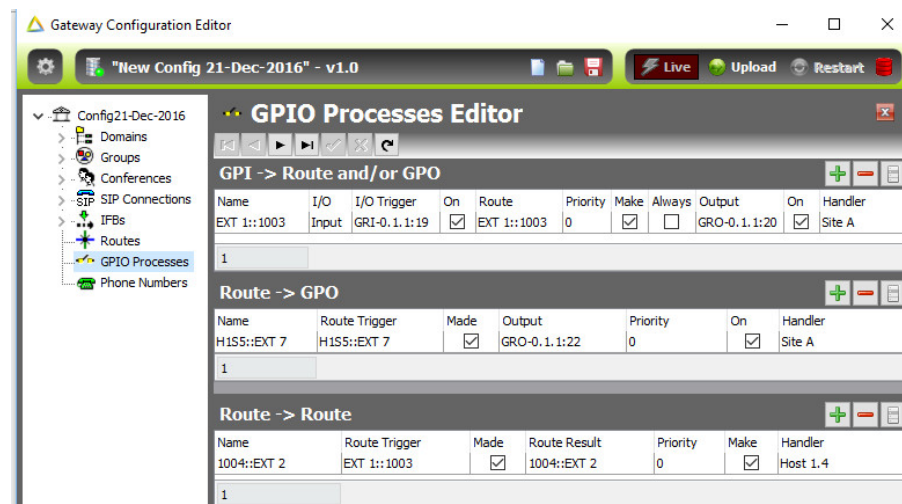 Gateway Configuration Editor
"New Config 21-Dec-2016" - v1.0 Live Upload Restart
Config21-Dec-2016
Domains
Groups
Conferences
SIP SIP Connections
IFBs
Routes
GPIO Processes
Phone Numbers
GPIO Processes Editor
GPI -> Route and/or GPO
Name I/O I/O Trigger On Route Priority Make Always Output On Handler
EXT 1::1003 Input GRI-0.1.1:19 EXT 1::1003 0 GRO-0.1.1:20 Site A
1
Route -> GPO
Name Route Trigger Made Output Priority On Handler
H1S5::EXT 7 H1S5::EXT 7 GRO-0.1.1:22 0 Site A
1
Route -> Route
Name Route Trigger Made Route Result Priority Make Handler
1004::EXT 2 EXT 1::1003 1004::EXT 2 0 Host 1.4
1